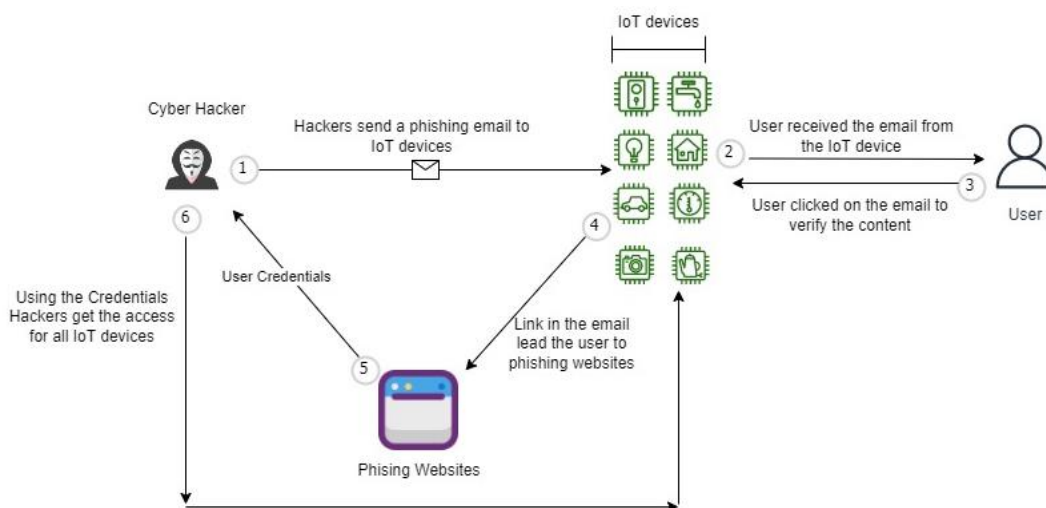 IoT devices
Cyber Hacker
Hackers send a phishing email to
IoT devices
1
User received the email from
the IoT device
2
3
User clicked on the email to
verify the content
User
6
4
User Credentials
Using the Credentials
Hackers get the access
for all IoT devices
Link in the email
lead the user to
phishing websites
5
Phising Websites